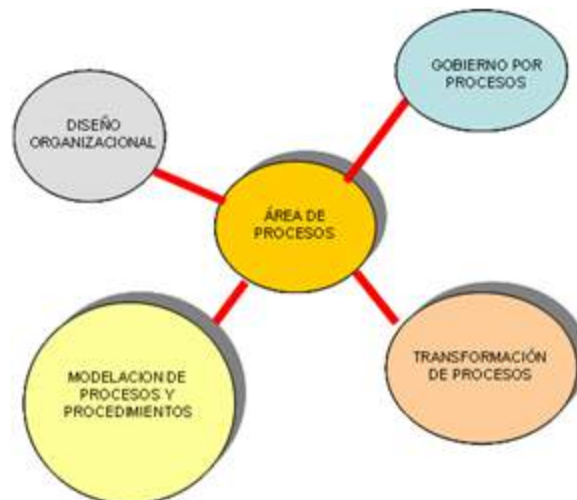 GOBIERNO POR
PROCESOS
DISEÑO
ORGANIZACIONAL
ÁREA DE
PROCESOS
TRANSFORMACIÓN
DE PROCESOS
MODELACION DE
PROCESOS Y
PROCEDIMIENTOS